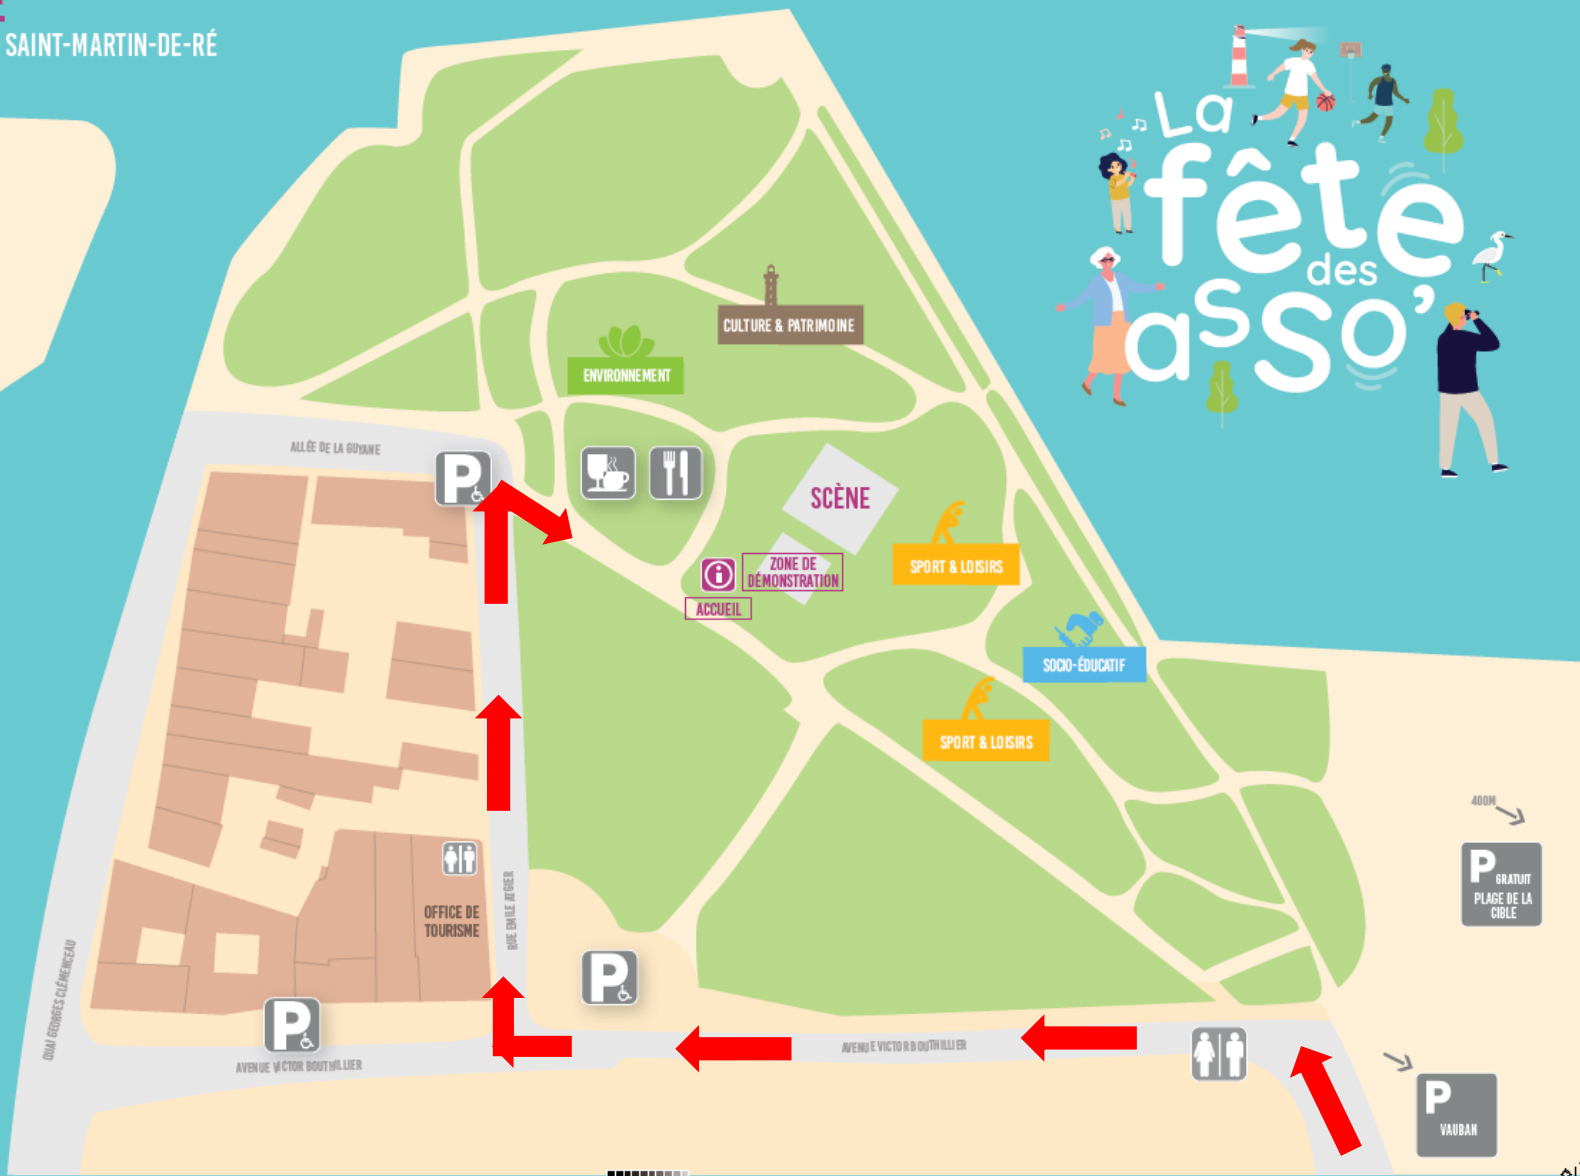 SAINT-MARTIN-DE-RÉ
La
fête
des
asso'
CULTURE & PATRIMOINE
ENVIRONNEMENT
ALLÉE DE LA GUYANE
P
SCÈNE
SPORT & LOISIRS
ZONE DE
DÉMONSTRATION
i
ACCUEIL
SOCIO-ÉDUCATIF
SPORT & LOISIRS
400M
P GRATUIT
PLAGE DE LA
CIBLE
OFFICE DE
TOURISME
RUE EMILE ATGIER
QUAI GEORGES CLÉMENCEAU
P
P
AVENUE VICTOR BOUTHILLIER
AVENUE VICTOR BOUTHILLIER
P
VAUBAN